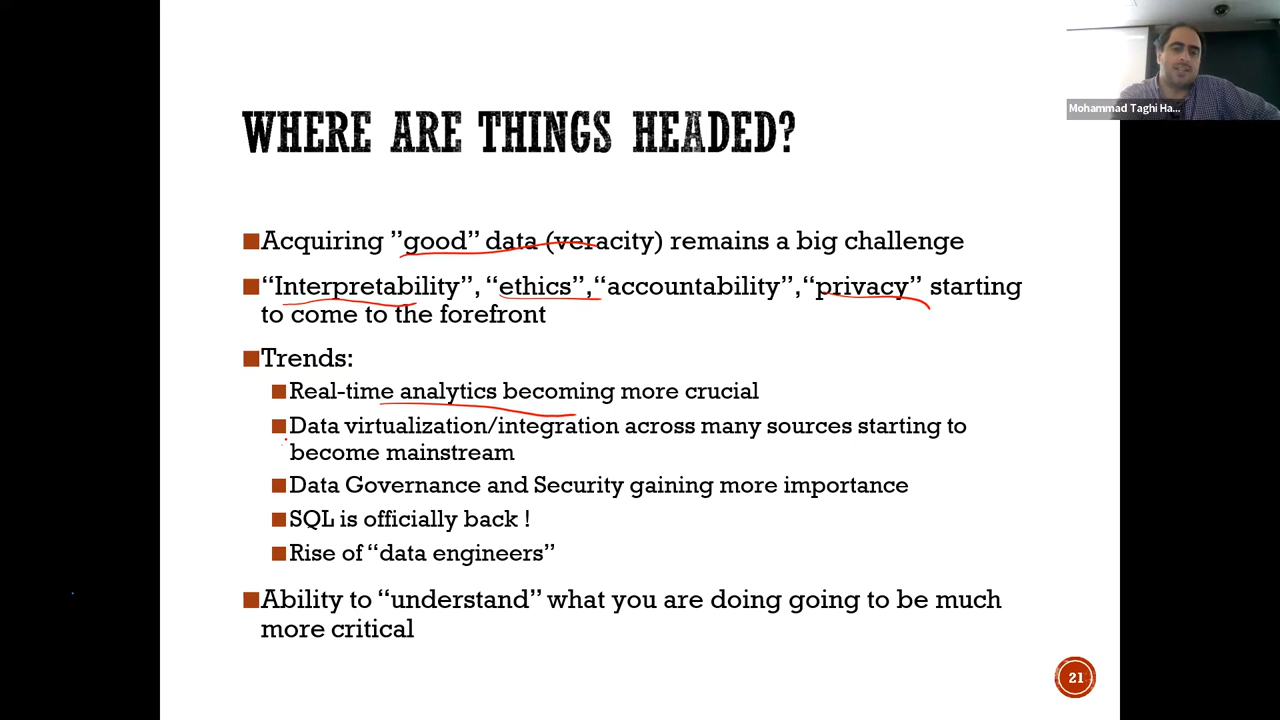 Mohammad Taghi Ha...
WHERE ARE THINGS HEADED?
Acquiring ”good” data (veracity) remains a big challenge
“Interpretability”, “ethics”,“accountability”,“privacy” starting
to come to the forefront
Trends:
Real-time analytics becoming more crucial
Data virtualization/integration across many sources starting to
become mainstream
Data Governance and Security gaining more importance
SQL is officially back !
Rise of “data engineers”
Ability to “understand” what you are doing going to be much
more critical
21